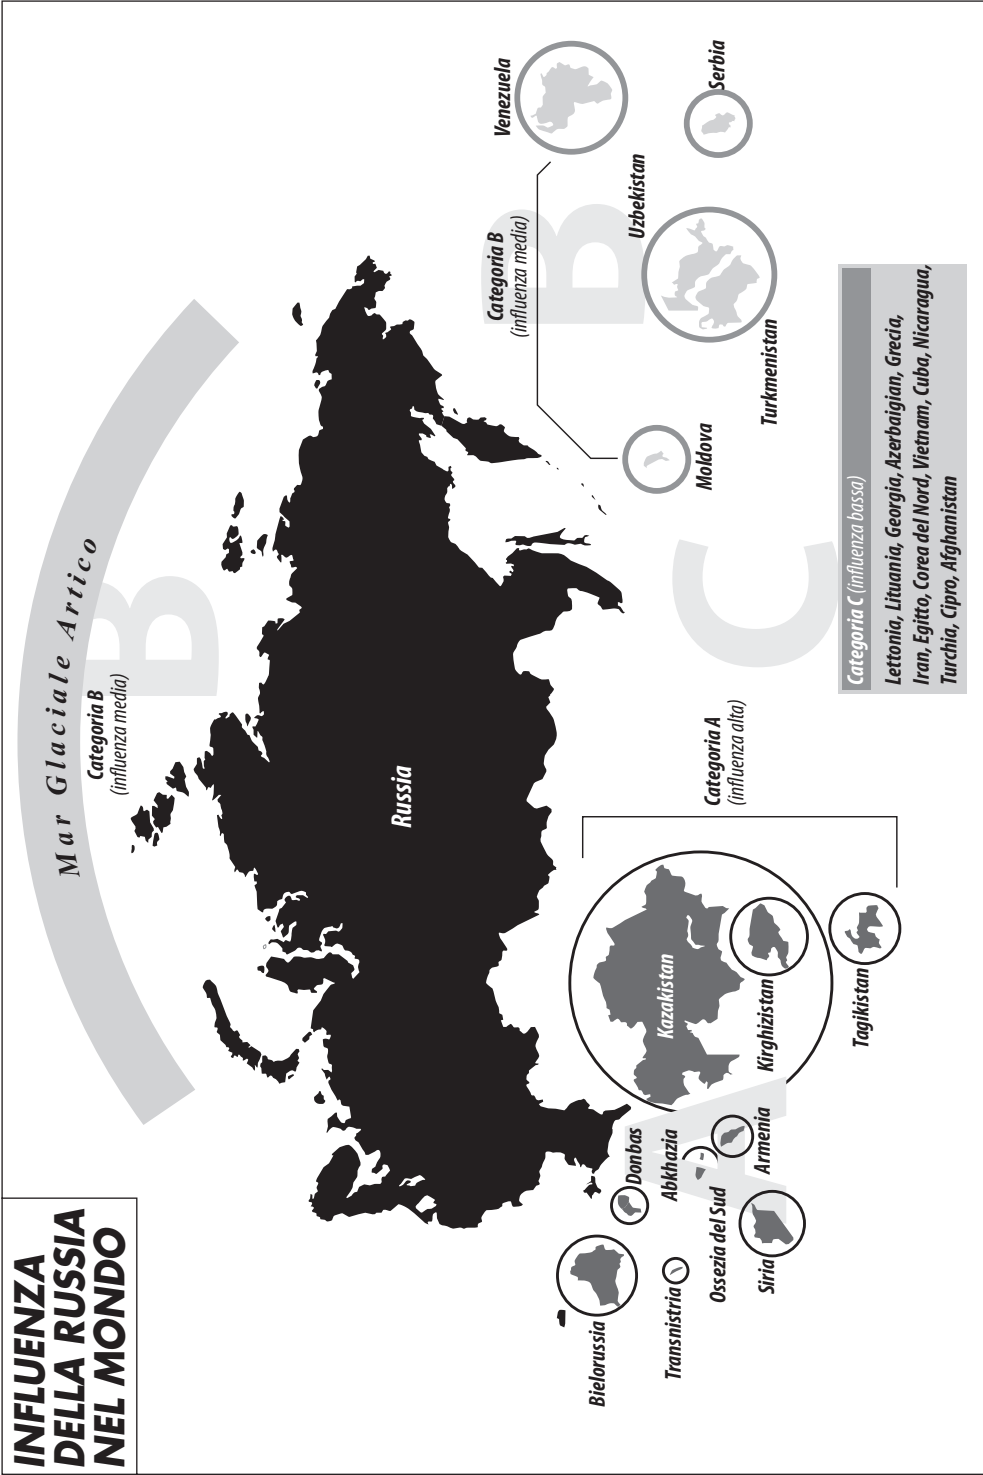 INFLUENZA
DELLA RUSSIA
NEL MONDO
Mar Glaciale Artico
Categoria B
(influenza media)
B
Russia
Categoria B
(influenza media)
B
Venezuela
Moldova
Uzbekistan
Turkmenistan
Serbia
Categoria A
(influenza alta)
A
Bielorussia
Donbas
Transnistria
Abkhazia
Ossezia del Sud
Siria
Armenia
Kazakistan
Kirghizistan
Tagikistan
C
Categoria C (influenza bassa)
Lettonia, Lituania, Georgia, Azerbaigian, Grecia,
Iran, Egitto, Corea del Nord, Vietnam, Cuba, Nicaragua,
Turchia, Cipro, Afghanistan